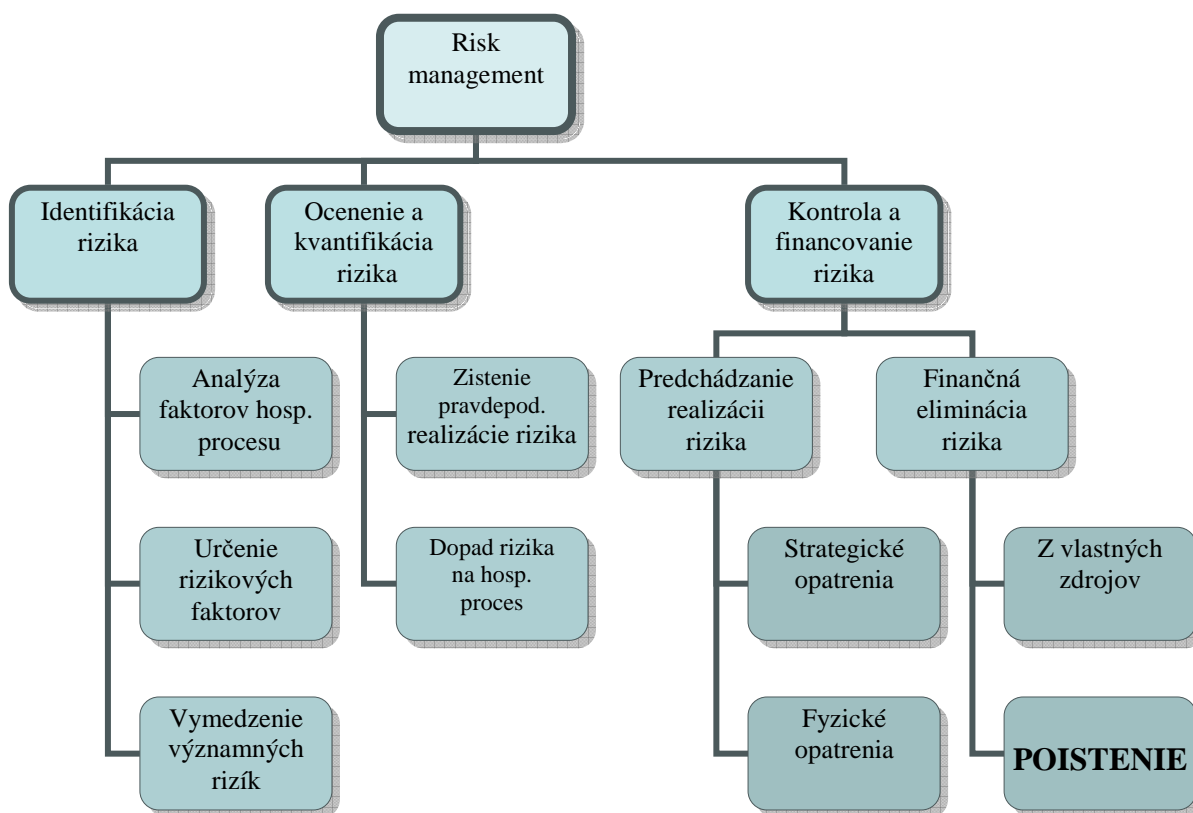 Risk
management
Identifikácia
rizika
Ocenenie a
kvantifikácia
rizika
Kontrola a
financovanie
rizika
Analýza
faktorov hosp.
procesu
Zistenie
pravdepod.
realizácie rizika
Predchádzanie
realizácii
rizika
Finančná
eliminácia
rizika
Určenie
rizikových
faktorov
Dopad rizika
na hosp.
proces
Strategické
opatrenia
Z vlastných
zdrojov
Vymedzenie
významných
rizík
Fyzické
opatrenia
POISTENIE